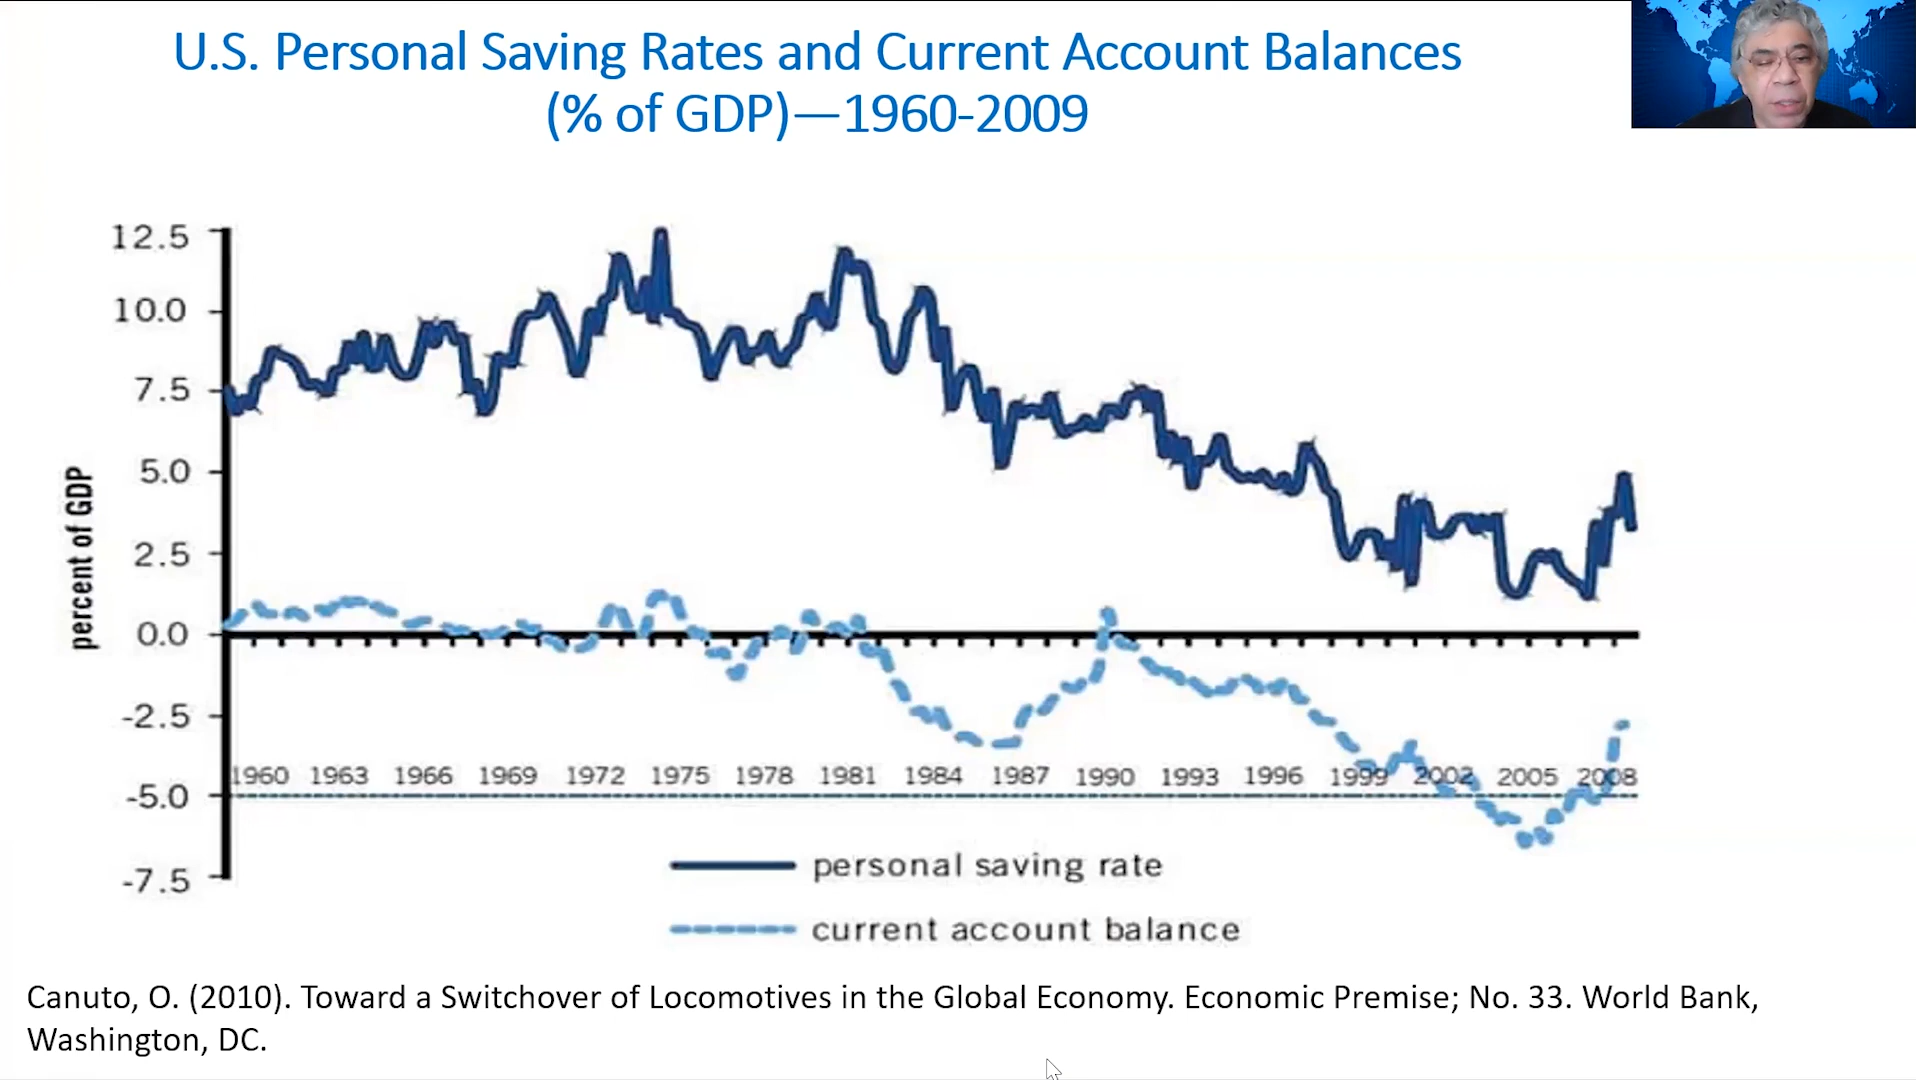 U.S. Personal Saving Rates and Current Account Balances
(% of GDP)—1960-2009
12.5
10.0
7.5
5.0
2.5
0.0
-2.5
-5.0
-7.5
percent of GDP
1960 1963 1966 1969 1972 1975 1978 1981 1984 1987 1990 1993 1996 1999 2002 2005 2008
personal saving rate
current account balance
Canuto, O. (2010). Toward a Switchover of Locomotives in the Global Economy. Economic Premise; No. 33. World Bank,
Washington, DC.